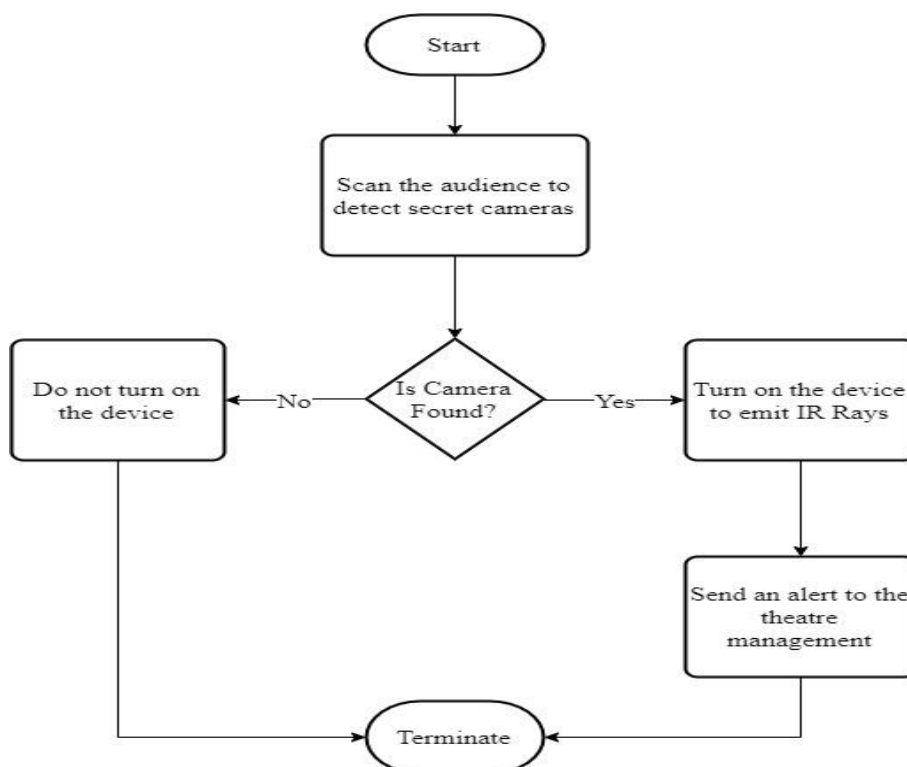 Start
Scan the audience to
detect secret cameras
Is Camera
Found?
No
Yes
Do not turn on
the device
Turn on the device
to emit IR Rays
Send an alert to the
theatre
management
Terminate